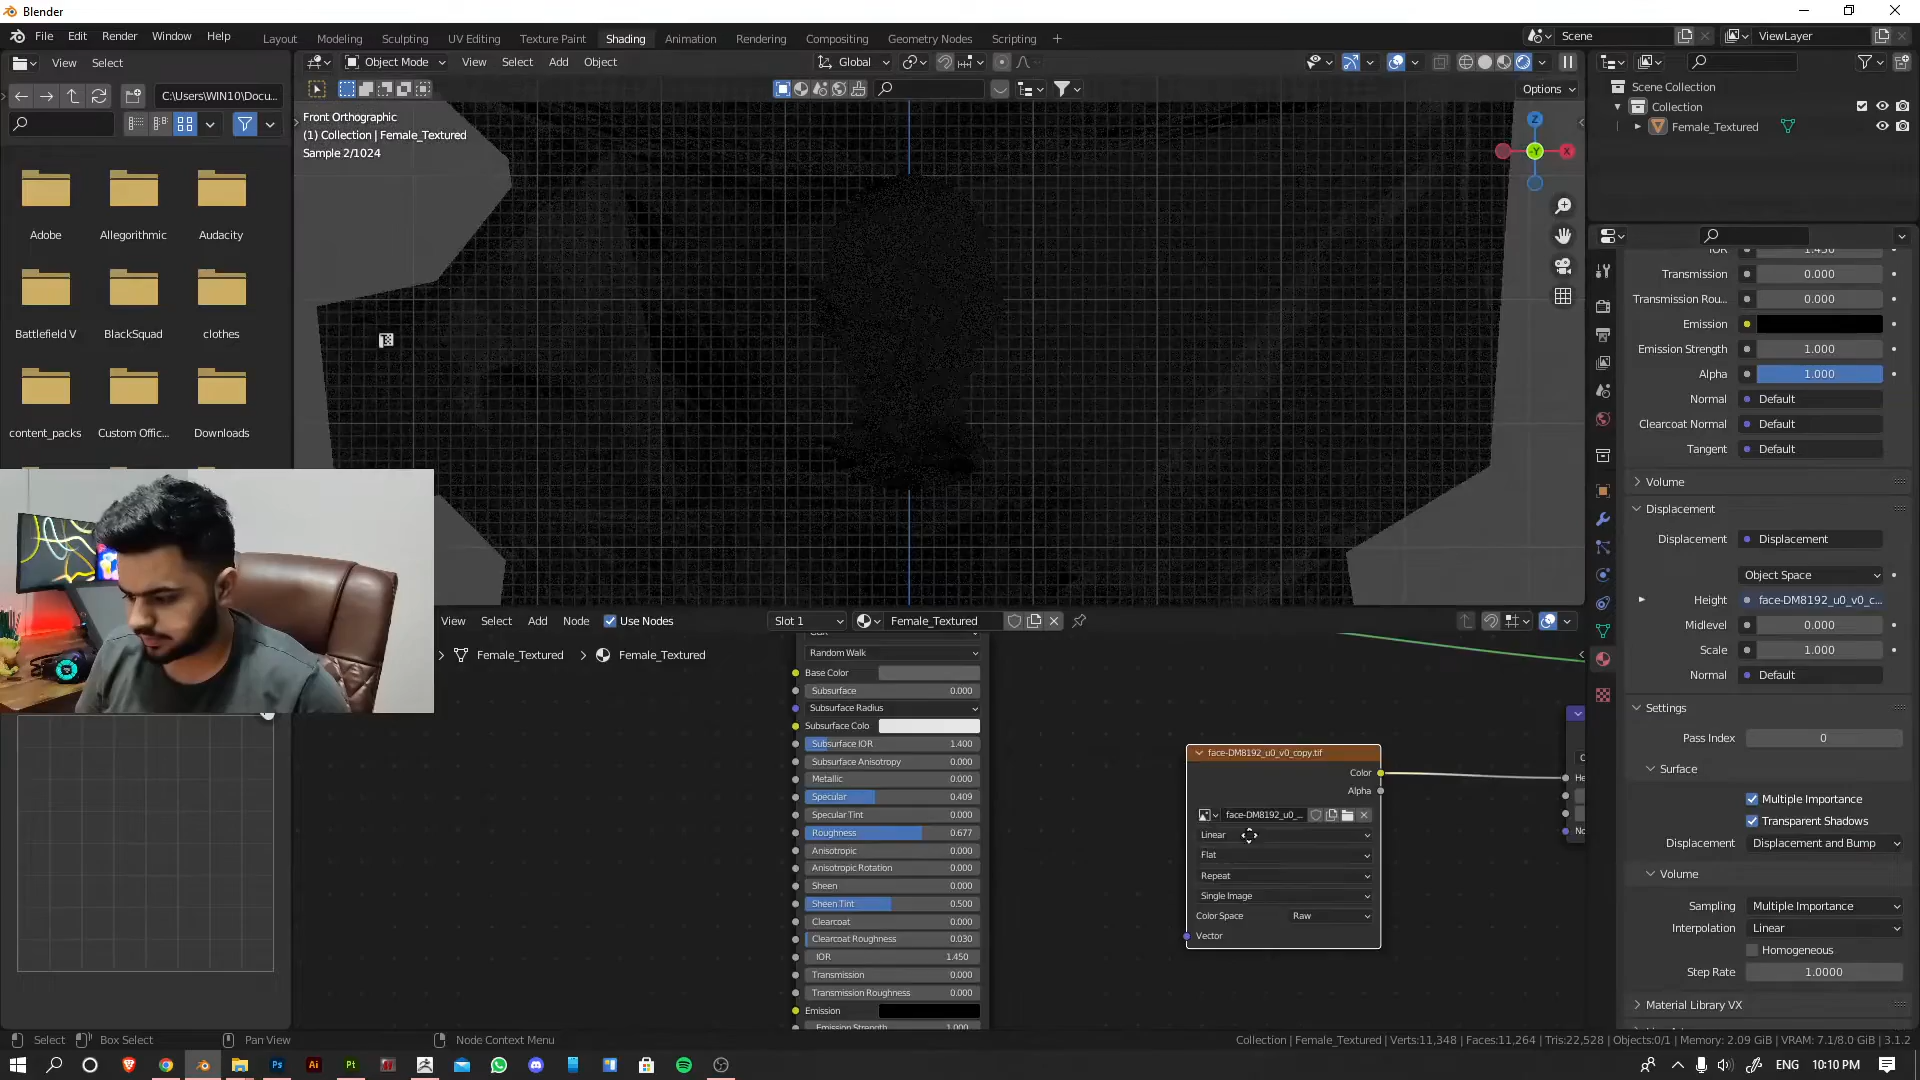 Blender
File Edit Render Window Help
Layout Modeling Sculpting UV Editing Texture Paint Shading Animation Rendering Compositing Geometry Nodes Scripting +
Scene ViewLayer
View Select
Object Mode View Select Add Object Global
C:\Users\WIN10\Docu...
Options
Front Orthographic
(1) Collection | Female_Textured
Sample 2/1024
Z
-Y
X
Adobe Allegorithmic Audacity
Battlefield V BlackSquad clothes
content_packs Custom Offic... Downloads
Scene Collection
Collection
Female_Textured
Transmission 0.000
Transmission Rou... 0.000
Emission
Emission Strength 1.000
Alpha 1.000
Normal Default
Clearcoat Normal Default
Tangent Default
Volume
Displacement
Displacement Displacement
Object Space
Height face-DM8192_u0_v0_c...
Midlevel 0.000
Scale 1.000
Normal Default
Settings
Pass Index 0
Surface
Multiple Importance
Transparent Shadows
Displacement Displacement and Bump
Volume
Sampling Multiple Importance
Interpolation Linear
Homogeneous
Step Rate 1.0000
Material Library VX
View Select Add Node Use Nodes Slot 1 Female_Textured
Female_Textured > Female_Textured
Random Walk
Base Color
Subsurface 0.000
Subsurface Radius
Subsurface Colo
Subsurface IOR 1.400
Subsurface Anisotropy 0.000
Metallic 0.000
Specular 0.409
Specular Tint 0.000
Roughness 0.677
Anisotropic 0.000
Anisotropic Rotation 0.000
Sheen 0.000
Sheen Tint 0.500
Clearcoat 0.000
Clearcoat Roughness 0.030
IOR 1.450
Transmission 0.000
Transmission Roughness 0.000
Emission
Emission Strength 1.000
face-DM8192_u0_v0_copy.tif
Color
Alpha
face-DM8192_u0_...
Linear
Flat
Repeat
Single Image
Color Space Raw
Vector
Select Box Select Pan View Node Context Menu
Collection | Female_Textured | Verts:11,348 | Faces:11,264 | Tris:22,528 | Objects:0/1 | Memory: 2.09 GiB | VRAM: 7.1/8.0 GiB | 3.1.2
ENG 10:10 PM